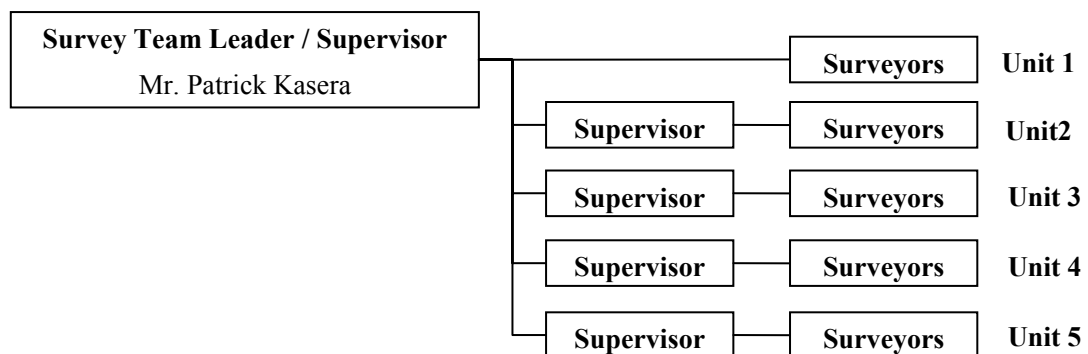 Survey Team Leader / Supervisor
Mr. Patrick Kasera
Surveyors Unit 1
Supervisor Surveyors Unit2
Supervisor Surveyors Unit 3
Supervisor Surveyors Unit 4
Supervisor Surveyors Unit 5